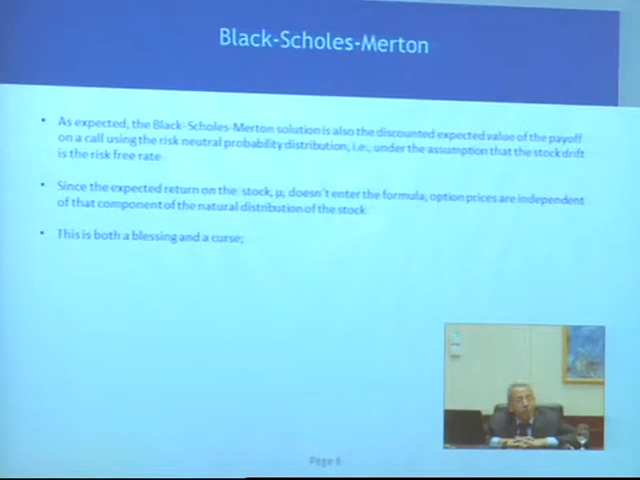 Black-Scholes-Merton
• As expected, the Black- Scholes-Merton solution is also the discounted expected value of the payoff
on a call using the risk neutral probability distribution, i.e., under the assumption that the stock drift
is the risk free rate
• Since the expected return on the stock, μ, doesn't enter the formula, option prices are independent
of that component of the natural distribution of the stock
• This is both a blessing and a curse;
Page 8